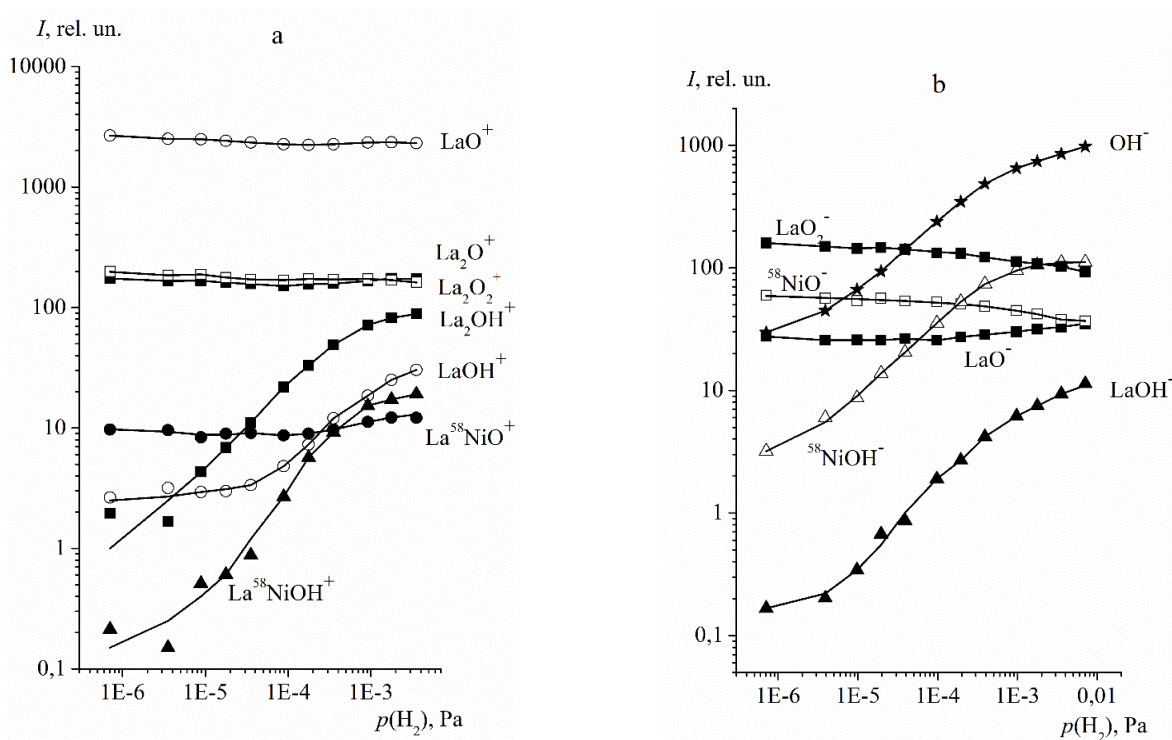 I, rel. un.
a
10000
1000
100
10
1
0,1
LaO+
La2O+
La2O2+
La2OH+
LaOH+
La58NiO+
La58NiOH+
1E-6 1E-5 1E-4 1E-3
p(H2), Pa
I, rel. un.
b
1000
100
10
1
0,1
OH-
LaO2-
58NiO-
LaO-
58NiOH-
LaOH-
1E-6 1E-5 1E-4 1E-3 0,01
p(H2), Pa